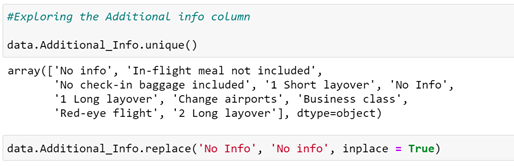 #Exploring the Additional info column
data.Additional_Info.unique()
array(['No info', 'In-flight meal not included',
'No check-in baggage included', '1 Short layover', 'No Info',
'1 Long layover', 'Change airports', 'Business class',
'Red-eye flight', '2 Long layover'], dtype=object)
data.Additional_Info.replace('No Info', 'No info', inplace = True)